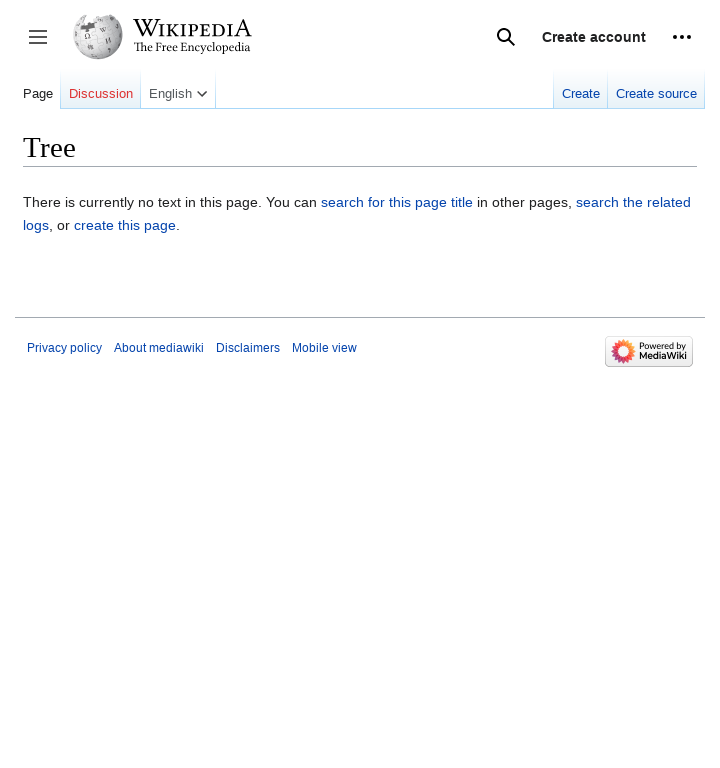 WIKIPEDIA
The Free Encyclopedia
Create account
Page Discussion English Create Create source
Tree
There is currently no text in this page. You can search for this page title in other pages, search the related
logs, or create this page.
Privacy policy About mediawiki Disclaimers Mobile view
Powered by
MediaWiki